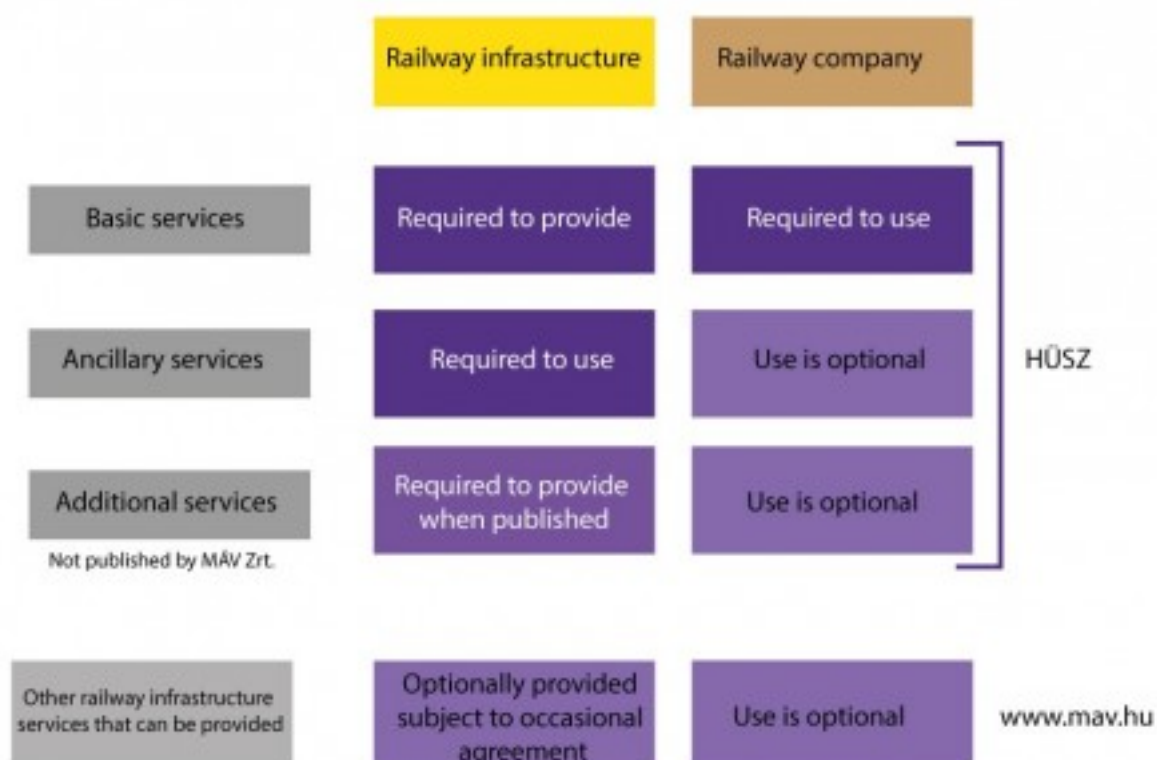 Railway infrastructure
Railway company
Basic services
Required to provide
Required to use
Ancillary services
Required to use
Use is optional
HÜSZ
Additional services
Not published by MÁV Zrt.
Required to provide
when published
Use is optional
Other railway infrastructure
services that can be provided
Optionally provided
subject to occasional
agreement
Use is optional
www.mav.hu